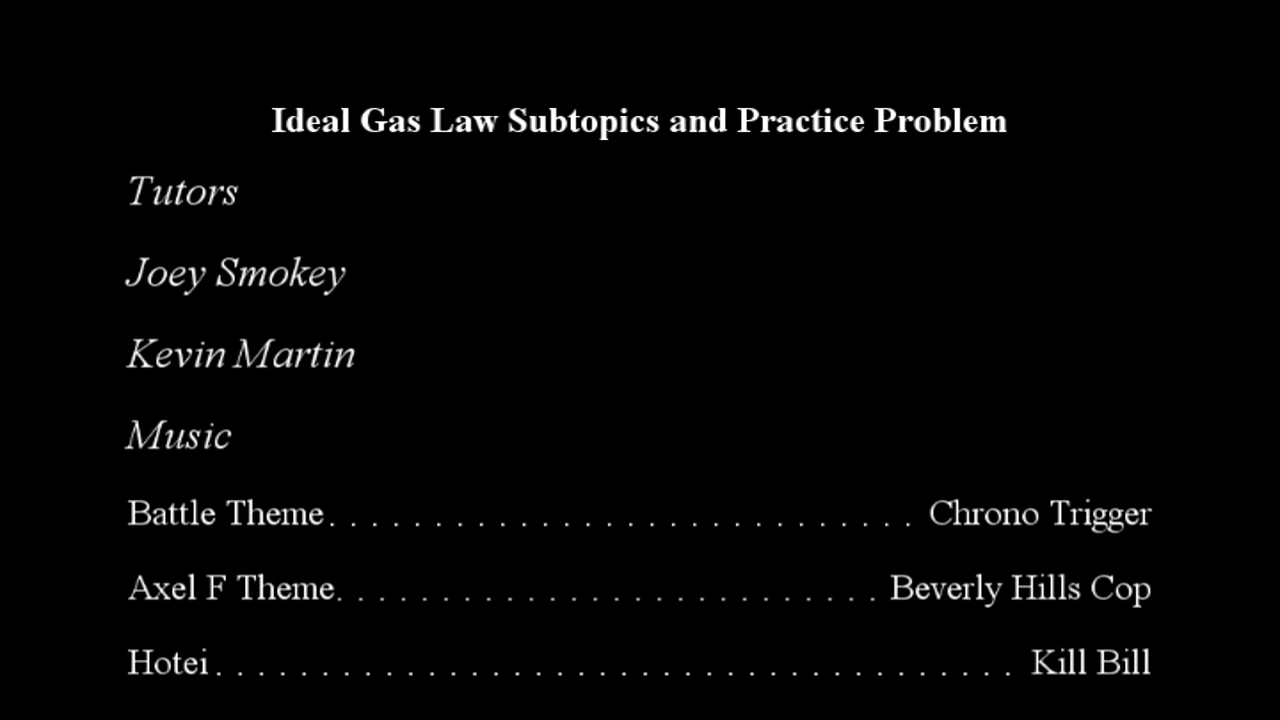 Ideal Gas Law Subtopics and Practice Problem
Tutors
Joey Smokey
Kevin Martin
Music
Battle Theme. . . . . . . . . . . . . . . . . . . . . . . . . . . . Chrono Trigger
Axel F Theme. . . . . . . . . . . . . . . . . . . . . . . . . . Beverly Hills Cop
Hotei. . . . . . . . . . . . . . . . . . . . . . . . . . . . . . . . . . . . . . Kill Bill